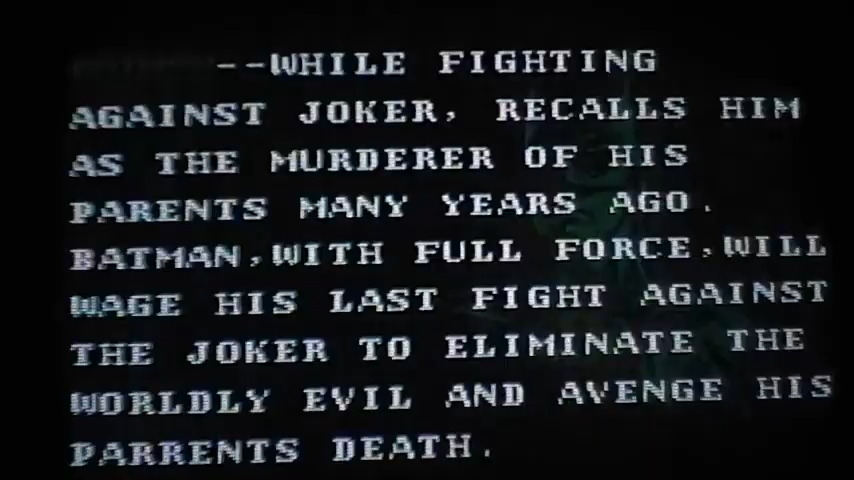 --WHILE FIGHTING
AGAINST JOKER, RECALLS HIM
AS THE MURDERER OF HIS
PARENTS MANY YEARS AGO.
BATMAN,WITH FULL FORCE,WILL
WAGE HIS LAST FIGHT AGAINST
THE JOKER TO ELIMINATE THE
WORLDLY EVIL AND AVENGE HIS
PARRENTS DEATH.